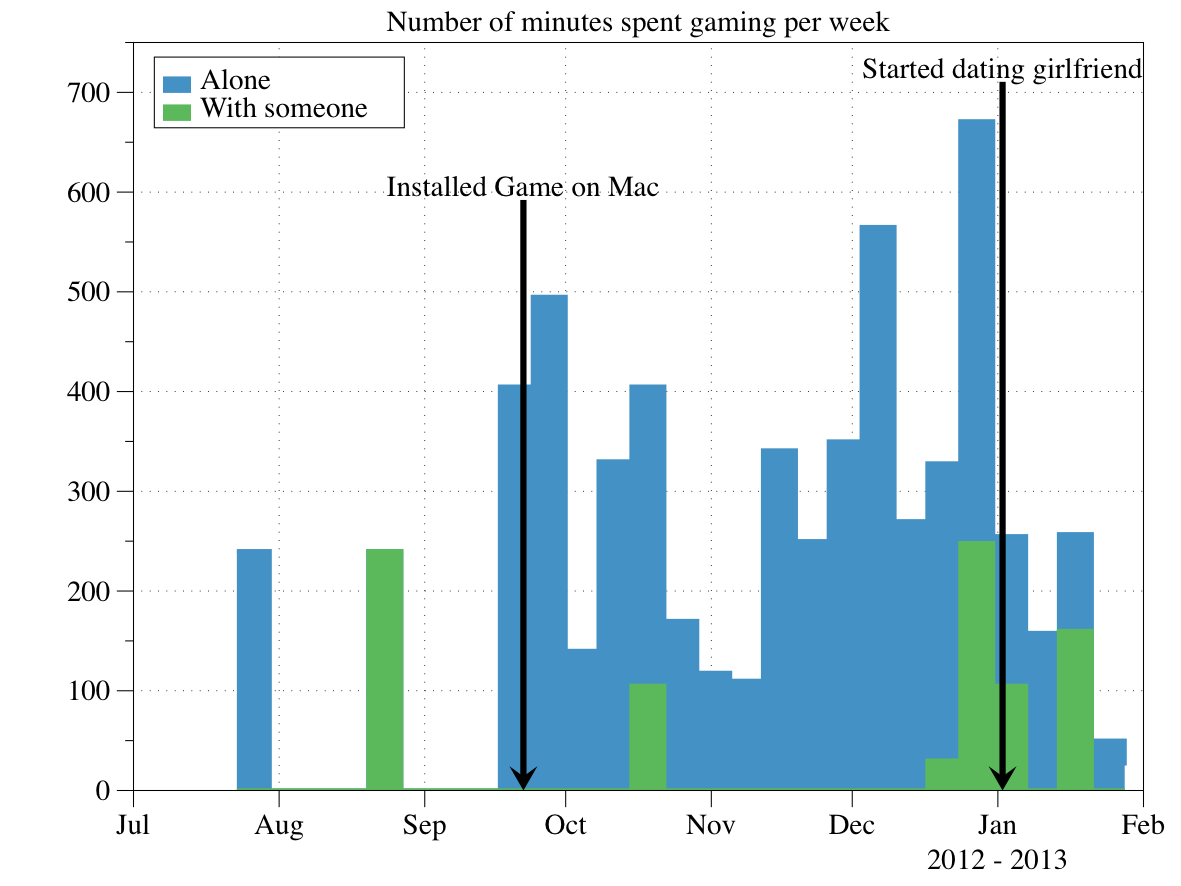 Number of minutes spent gaming per week
Started dating girlfriend
Alone
With someone
Installed Game on Mac
700
600
500
400
300
200
100
0
Jul Aug Sep Oct Nov Dec Jan Feb
2012 - 2013